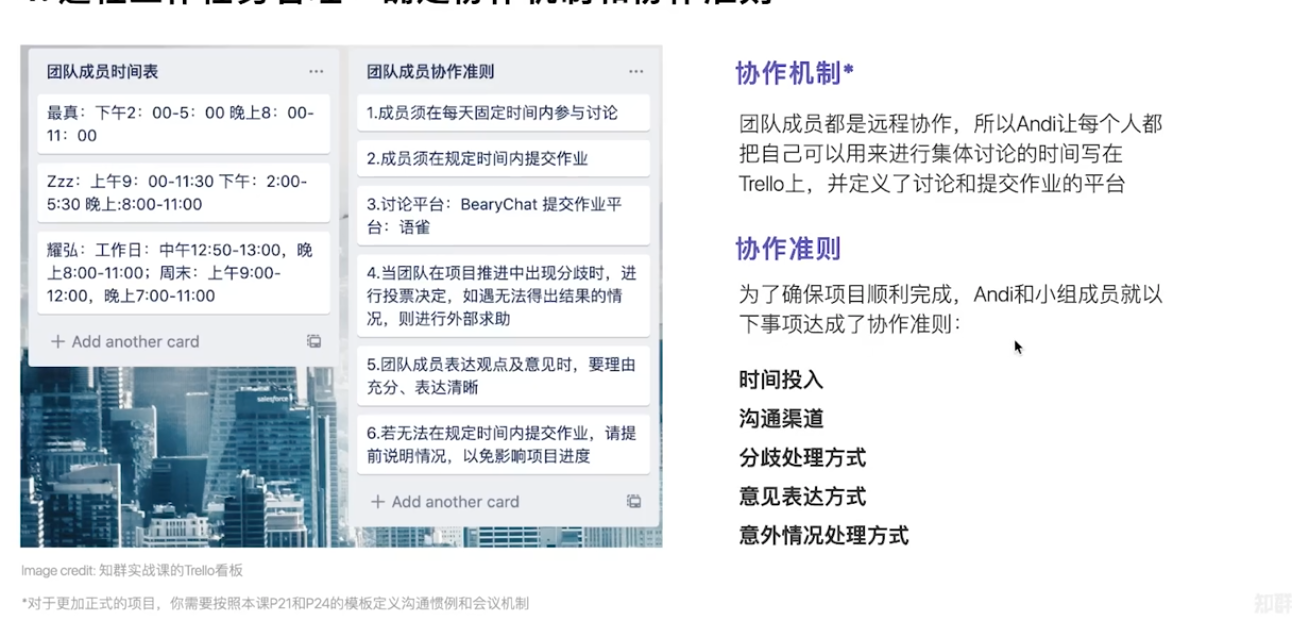 团队成员时间表
最真：下午2：00-5：00 晚上8：00-
11：00
Zzz：上午9：00-11:30 下午：2:00-
5:30 晚上:8:00-11:00
耀弘：工作日：中午12:50-13:00，晚
上8:00-11:00；周末：上午9:00-
12:00，晚上7:00-11:00
+ Add another card
团队成员协作准则
1.成员须在每天固定时间内参与讨论
2.成员须在规定时间内提交作业
3.讨论平台：BearyChat 提交作业平
台：语雀
4.当团队在项目推进中出现分歧时，进
行投票决定，如遇无法得出结果的情
况，则进行外部求助
5.团队成员表达观点及意见时，要理由
充分、表达清晰
6.若无法在规定时间内提交作业，请提
前说明情况，以免影响项目进度
+ Add another card
salesforce
Image credit: 知群实战课的Trello看板
*对于更加正式的项目，你需要按照本课P21和P24的模板定义沟通惯例和会议机制
协作机制*
团队成员都是远程协作，所以Andi让每个人都
把自己可以用来进行集体讨论的时间写在
Trello上，并定义了讨论和提交作业的平台
协作准则
为了确保项目顺利完成，Andi和小组成员就以
下事项达成了协作准则：
时间投入
沟通渠道
分歧处理方式
意见表达方式
意外情况处理方式
知群